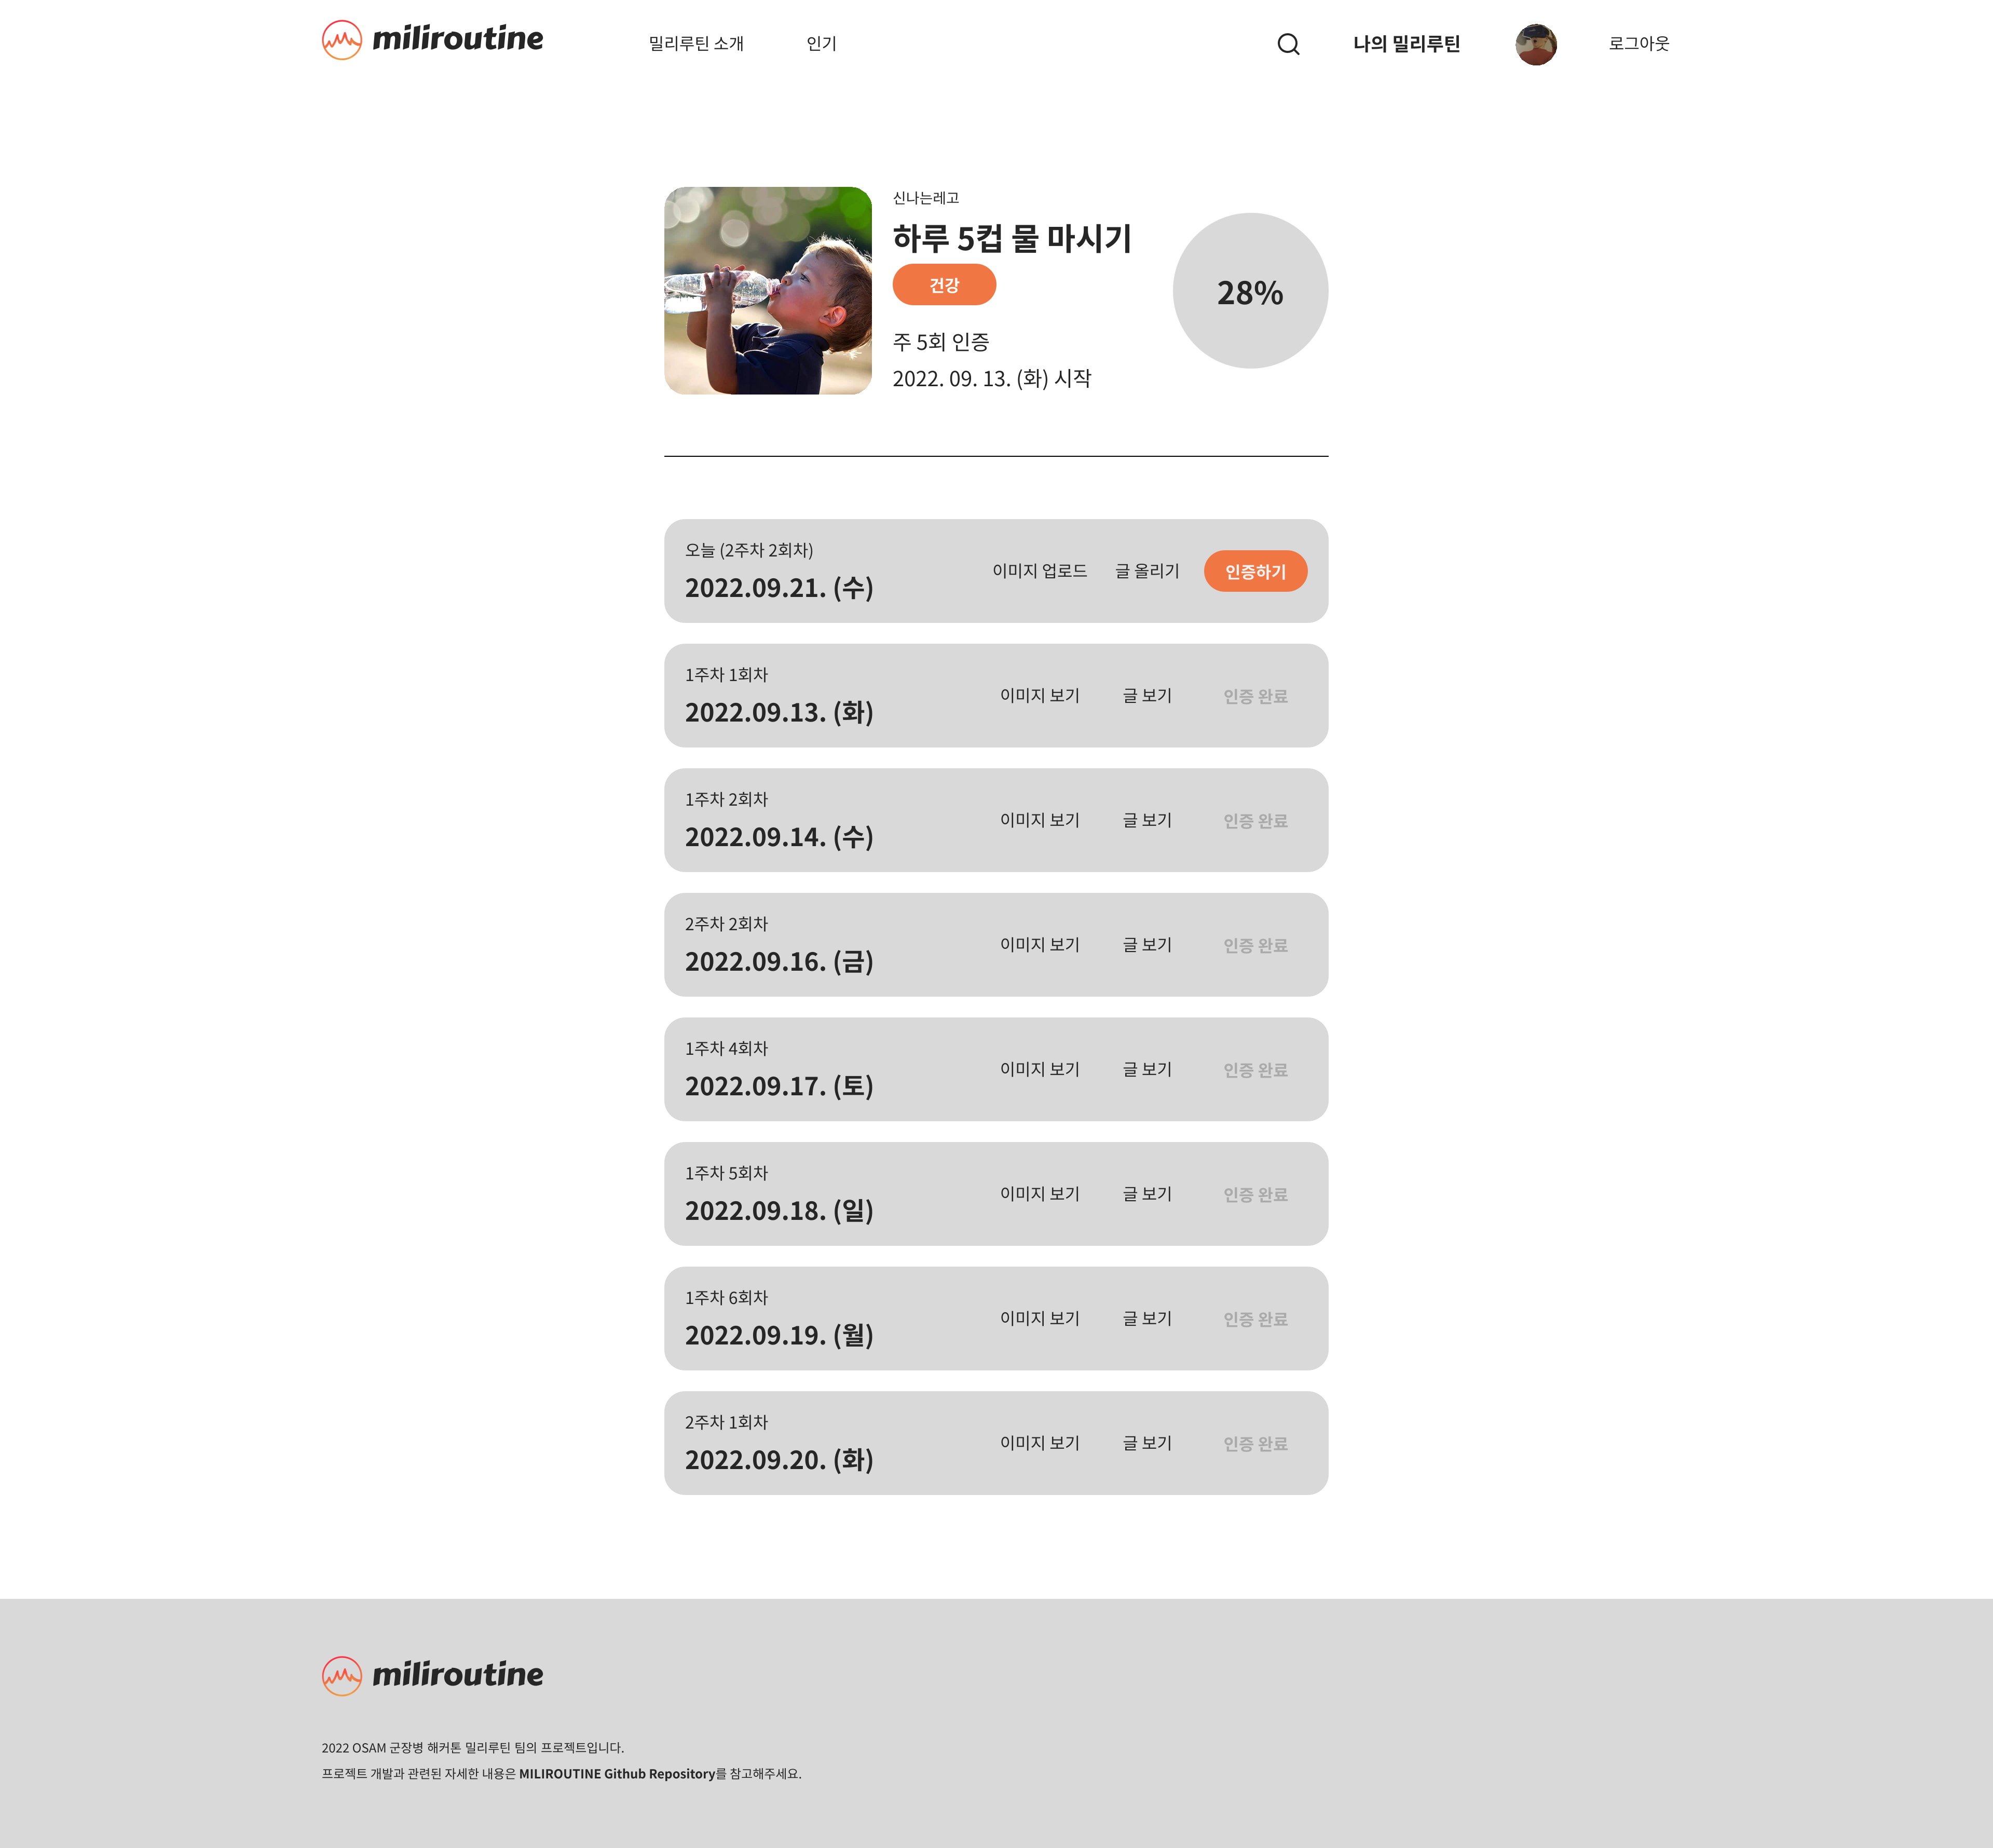 miliroutine 밀리루틴 소개 인기 나의 밀리루틴 로그아웃
신나는레고
하루 5컵 물 마시기
건강
주 5회 인증
2022. 09. 13. (화) 시작
28%
오늘 (2주차 2회차)
2022.09.21. (수)
이미지 업로드 글 올리기 인증하기
1주차 1회차
2022.09.13. (화)
이미지 보기 글 보기 인증 완료
1주차 2회차
2022.09.14. (수)
이미지 보기 글 보기 인증 완료
2주차 2회차
2022.09.16. (금)
이미지 보기 글 보기 인증 완료
1주차 4회차
2022.09.17. (토)
이미지 보기 글 보기 인증 완료
1주차 5회차
2022.09.18. (일)
이미지 보기 글 보기 인증 완료
1주차 6회차
2022.09.19. (월)
이미지 보기 글 보기 인증 완료
2주차 1회차
2022.09.20. (화)
이미지 보기 글 보기 인증 완료
miliroutine
2022 OSAM 군장병 해커톤 밀리루틴 팀의 프로젝트입니다.
프로젝트 개발과 관련된 자세한 내용은 MILIROUTINE Github Repository를 참고해주세요.